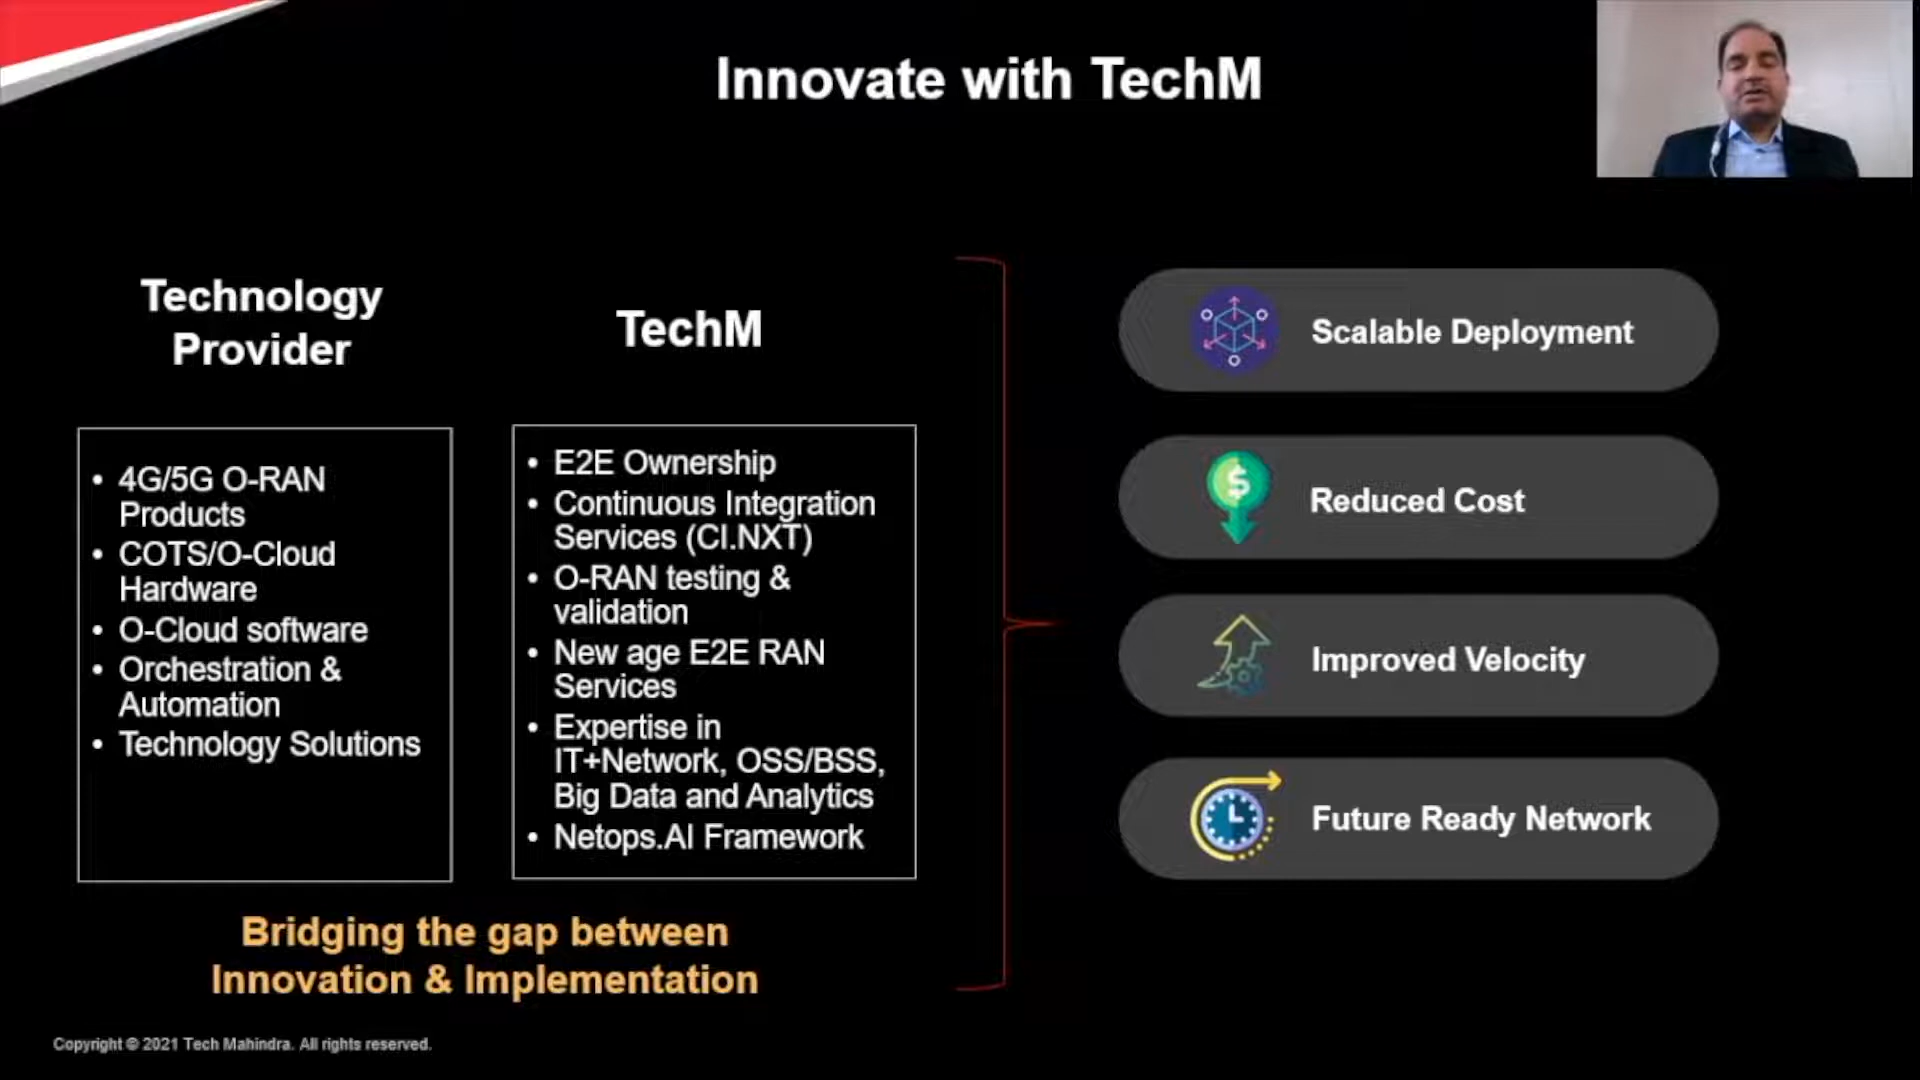 Innovate with TechM
Technology
Provider
• 4G/5G O-RAN
Products
• COTS/O-Cloud
Hardware
• O-Cloud software
• Orchestration &
Automation
• Technology Solutions
TechM
• E2E Ownership
• Continuous Integration
Services (CI.NXT)
• O-RAN testing &
validation
• New age E2E RAN
Services
• Expertise in
IT+Network, OSS/BSS,
Big Data and Analytics
• Netops.AI Framework
Bridging the gap between
Innovation & Implementation
Scalable Deployment
$
Reduced Cost
Improved Velocity
Future Ready Network
Copyright © 2021 Tech Mahindra. All rights reserved.